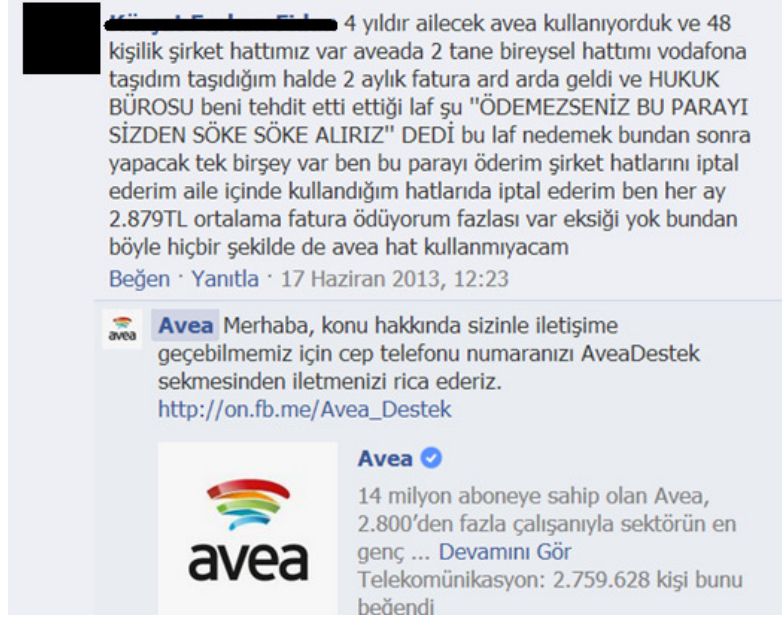 4 yıldır ailecek avea kullanıyorduk ve 48
kişilik şirket hattımız var aveada 2 tane bireysel hattımı vodafona
taşıdım taşıdığım halde 2 aylık fatura ard arda geldi ve HUKUK
BÜROSU beni tehdit etti ettiği laf şu "ÖDEMEZSENİZ BU PARAYI
SİZDEN SÖKE SÖKE ALIRIZ" DEDİ bu laf nedemek bundan sonra
yapacak tek birşey var ben bu parayı öderim şirket hatlarını iptal
ederim aile içinde kullandığım hatlarıda iptal ederim ben her ay
2.879TL ortalama fatura ödüyorum fazlası var eksiği yok bundan
böyle hiçbir şekilde de avea hat kullanmıyacam
Beğen · Yanıtla · 17 Haziran 2013, 12:23
avea
Avea Merhaba, konu hakkında sizinle iletişime
geçebilmemiz için cep telefonu numaranızı AveaDestek
sekmesinden iletmenizi rica ederiz.
http://on.fb.me/Avea_Destek
avea
Avea
14 milyon aboneye sahip olan Avea,
2.800'den fazla çalışanıyla sektörün en
genç ... Devamını Gör
Telekomünikasyon: 2.759.628 kişi bunu
beğendi